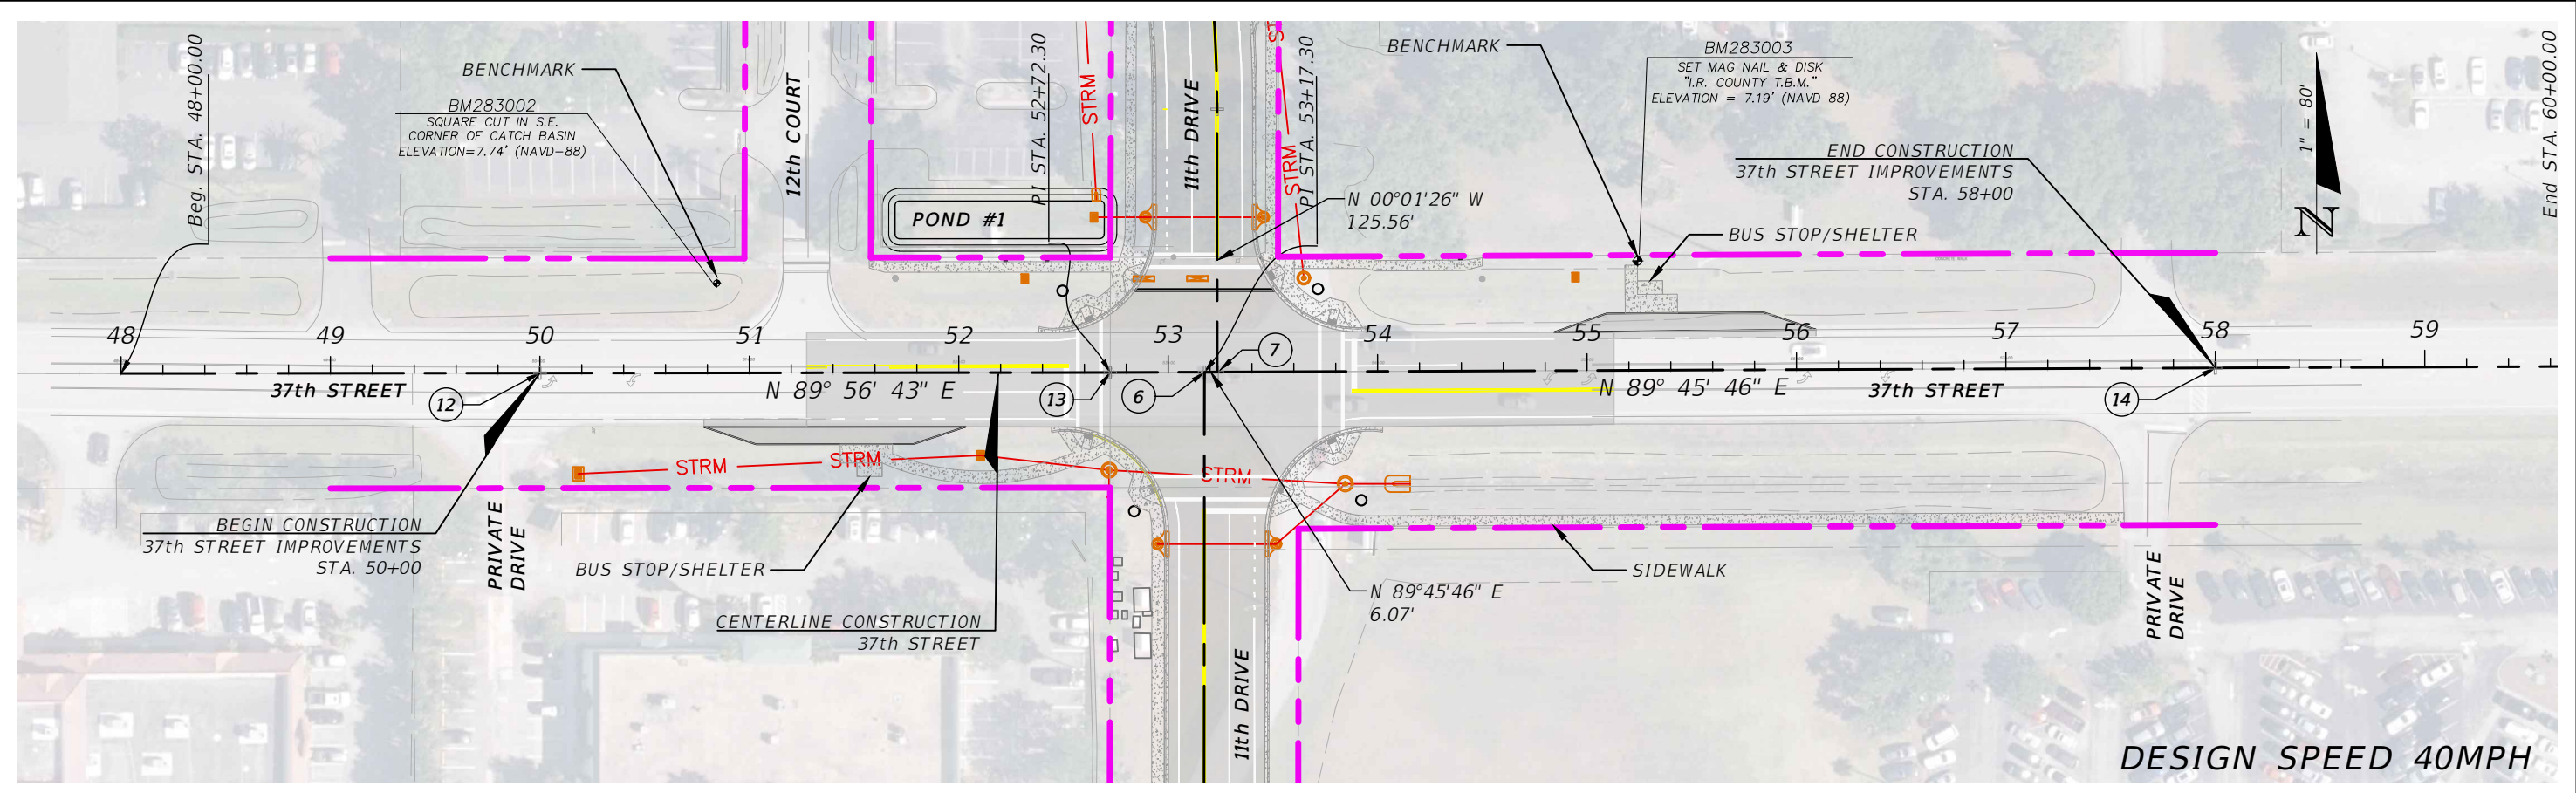 Beg. STA. 48+00.00
BENCHMARK
BM283002
SQUARE CUT IN S.E.
CORNER OF CATCH BASIN
ELEVATION=7.74' (NAVD-88)
12th COURT
POND #1
PI STA. 52+72.30
STRM
11th DRIVE
ST
STRM
PI STA. 53+17.30
N 00°01'26" W
125.56'
BENCHMARK
BM283003
SET MAG NAIL & DISK
"I.R. COUNTY T.B.M."
ELEVATION = 7.19' (NAVD 88)
BUS STOP/SHELTER
END CONSTRUCTION
37th STREET IMPROVEMENTS
STA. 58+00
1" = 80'
N
End STA. 60+00.00
48 49 50 51 52 53 54 55 56 57 58 59
37th STREET
12
N 89° 56' 43" E
13
6
7
N 89° 45' 46" E
37th STREET
14
STRM
STRM
STRM
BEGIN CONSTRUCTION
37th STREET IMPROVEMENTS
STA. 50+00
PRIVATE
DRIVE
BUS STOP/SHELTER
CENTERLINE CONSTRUCTION
37th STREET
11th DRIVE
N 89°45'46" E
6.07'
SIDEWALK
PRIVATE
DRIVE
DESIGN SPEED 40MPH